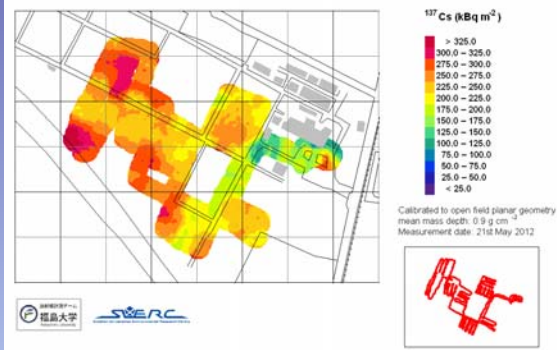 ¹³⁷Cs (kBq m⁻²)
> 325.0
300.0 – 325.0
275.0 – 300.0
250.0 – 275.0
225.0 – 250.0
200.0 – 225.0
175.0 – 200.0
150.0 – 175.0
125.0 – 150.0
100.0 – 125.0
75.0 – 100.0
50.0 – 75.0
25.0 – 50.0
< 25.0
Calibrated to open field planar geometry
mean mass depth: 0.9 g cm⁻²
Measurement date: 21st May 2012
福島大学